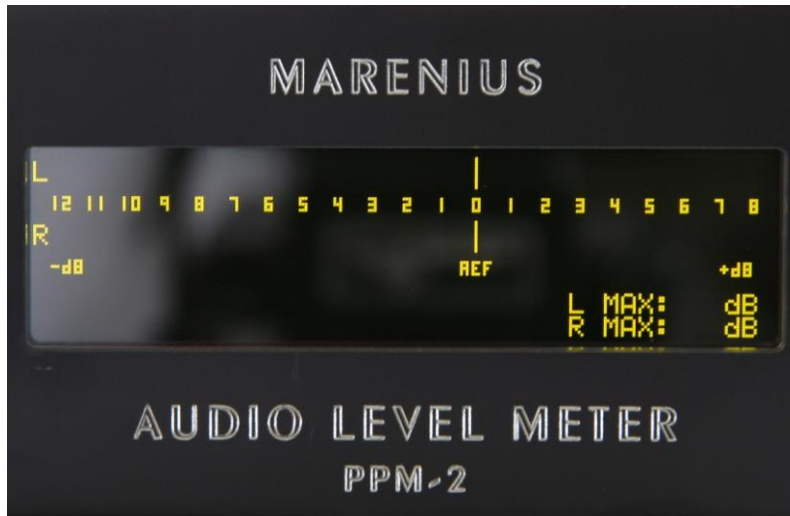 MARENIUS
L
12 11 10 9 8 7 6 5 4 3 2 1 0 1 2 3 4 5 6 7 8
R
-dB REF +dB
L MAX: dB
R MAX: dB
AUDIO LEVEL METER
PPM-2